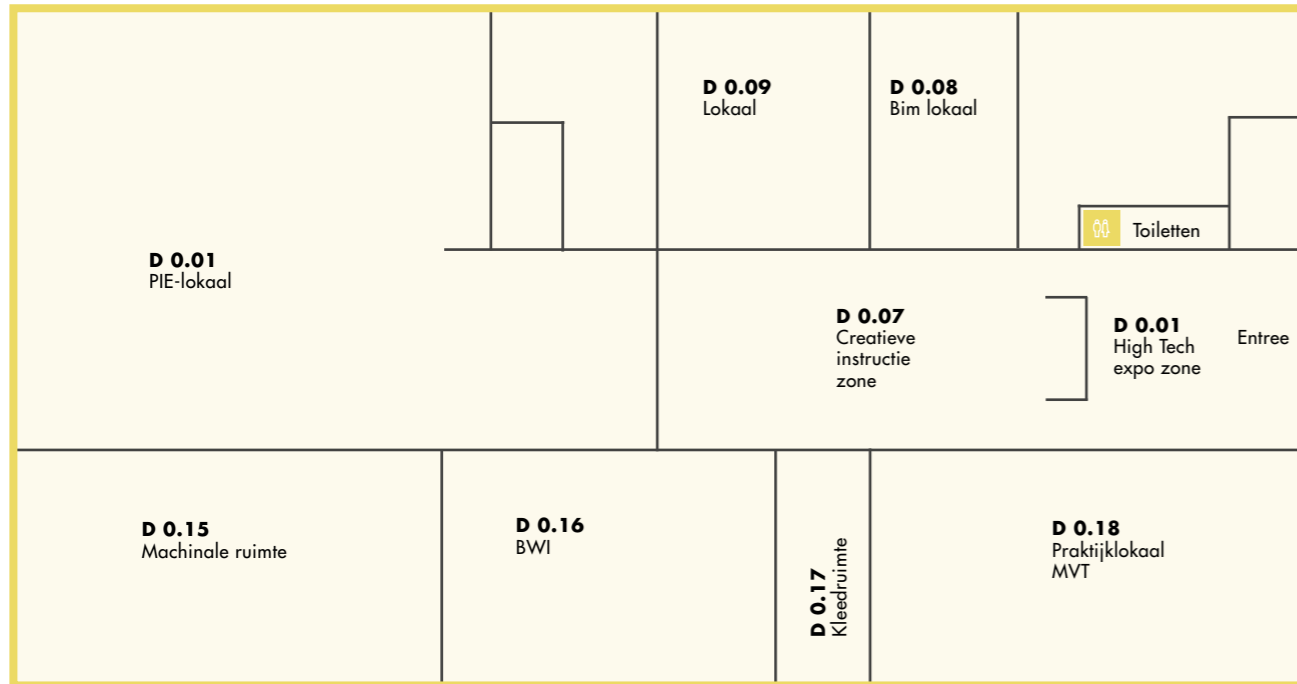 D 0.09
Lokaal
D 0.08
Bim lokaal
Toiletten
D 0.01
PIE-lokaal
D 0.07
Creatieve
instructie
zone
D 0.01
High Tech
expo zone
Entree
D 0.15
Machinale ruimte
D 0.16
BWI
D 0.17
Kleedruimte
D 0.18
Praktijklokaal
MVT